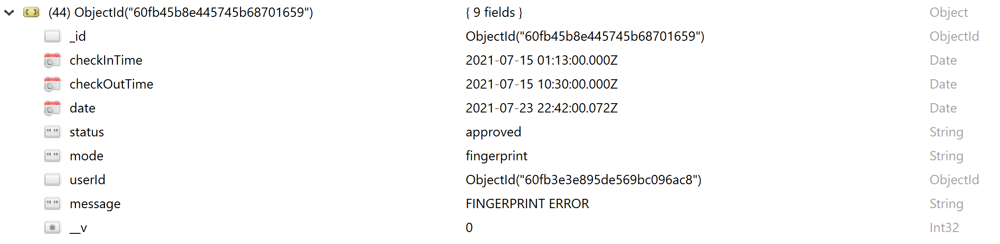 (44) ObjectId("60fb45b8e445745b68701659") { 9 fields } Object
_id ObjectId("60fb45b8e445745b68701659") ObjectId
checkInTime 2021-07-15 01:13:00.000Z Date
checkOutTime 2021-07-15 10:30:00.000Z Date
date 2021-07-23 22:42:00.072Z Date
status approved String
mode fingerprint String
userId ObjectId("60fb3e3e895de569bc096ac8") ObjectId
message FINGERPRINT ERROR String
__v 0 Int32